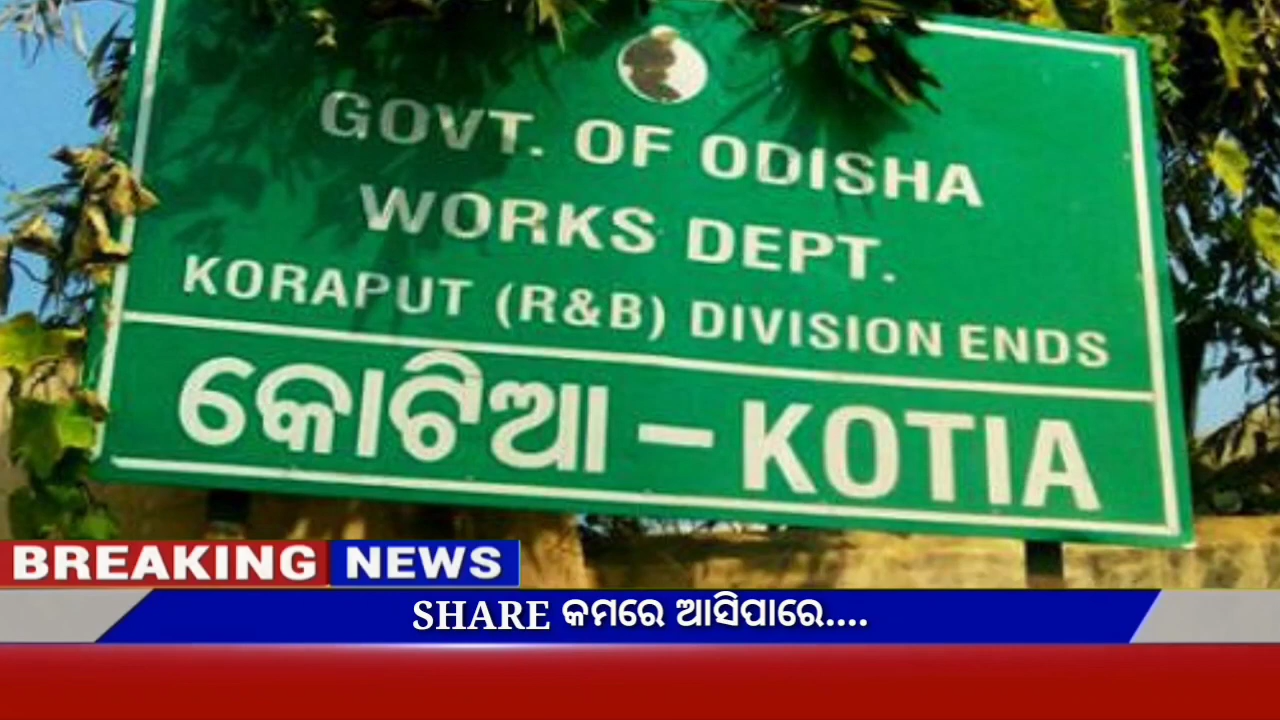 GOVT. OF ODISHA
WORKS DEPT.
KORAPUT (R&B) DIVISION ENDS
କୋଟିଆ – KOTIA
BREAKING NEWS
SHARE କମରେ ଆସିପାରେ....